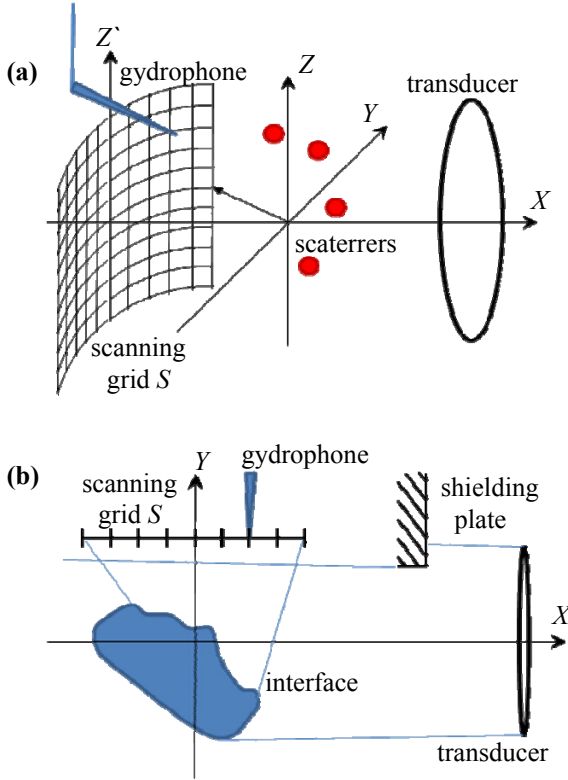 (a)
Z`
gydrophone
Z
Y
transducer
X
scaterrers
scanning
grid S
(b)
scanning
grid S
Y
gydrophone
shielding
plate
X
interface
transducer